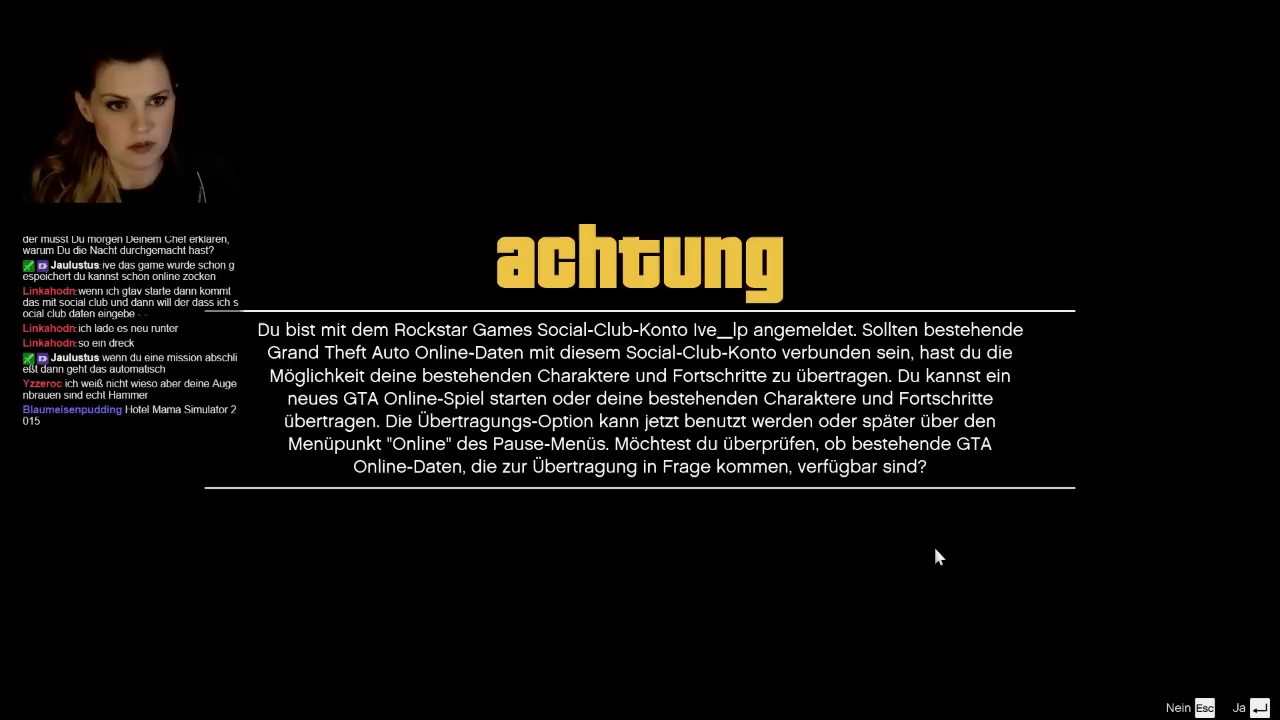 der musst Du morgen Deinem Chef erklären,
warum Du die Nacht durchgemacht hast?
Jaulustus: ive das game wurde schon g
espeichert du kannst schon online zocken
Linkahodn: wenn ich gtav starte dann kommt
das mit social club und dann will der dass ich s
ocial club daten eingebe - -
Linkahodn: ich lade es neu runter
Linkahodn: so ein dreck
Jaulustus wenn du eine mission abschli
eßt dann geht das automatisch
Yzzeroc ich weiß nicht wieso aber deine Auge
nbrauen sind echt Hammer
Blaumeisenpudding Hotel Mama Simulator 2
015
achtung
Du bist mit dem Rockstar Games Social-Club-Konto Ive__lp angemeldet. Sollten bestehende
Grand Theft Auto Online-Daten mit diesem Social-Club-Konto verbunden sein, hast du die
Möglichkeit deine bestehenden Charaktere und Fortschritte zu übertragen. Du kannst ein
neues GTA Online-Spiel starten oder deine bestehenden Charaktere und Fortschritte
übertragen. Die Übertragungs-Option kann jetzt benutzt werden oder später über den
Menüpunkt "Online" des Pause-Menüs. Möchtest du überprüfen, ob bestehende GTA
Online-Daten, die zur Übertragung in Frage kommen, verfügbar sind?
Nein Esc Ja